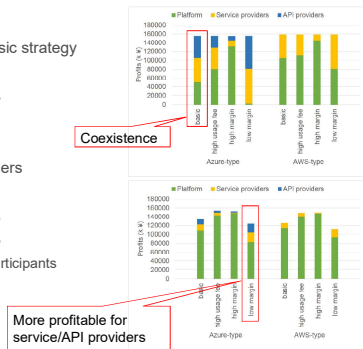 sic strategy
ers
rticipants
Platform Service providers API providers
Profits (k ¥)
180000
160000
140000
120000
100000
80000
60000
40000
20000
0
basic
high usage fee
high margin
low margin
basic
high usage fee
high margin
low margin
Azure-type AWS-type
Coexistence
Platform Service providers API providers
Profits (k ¥)
180000
160000
140000
120000
100000
80000
60000
40000
20000
0
basic
high usage fee
high margin
low margin
basic
high usage fee
high margin
low margin
Azure-type AWS-type
More profitable for
service/API providers